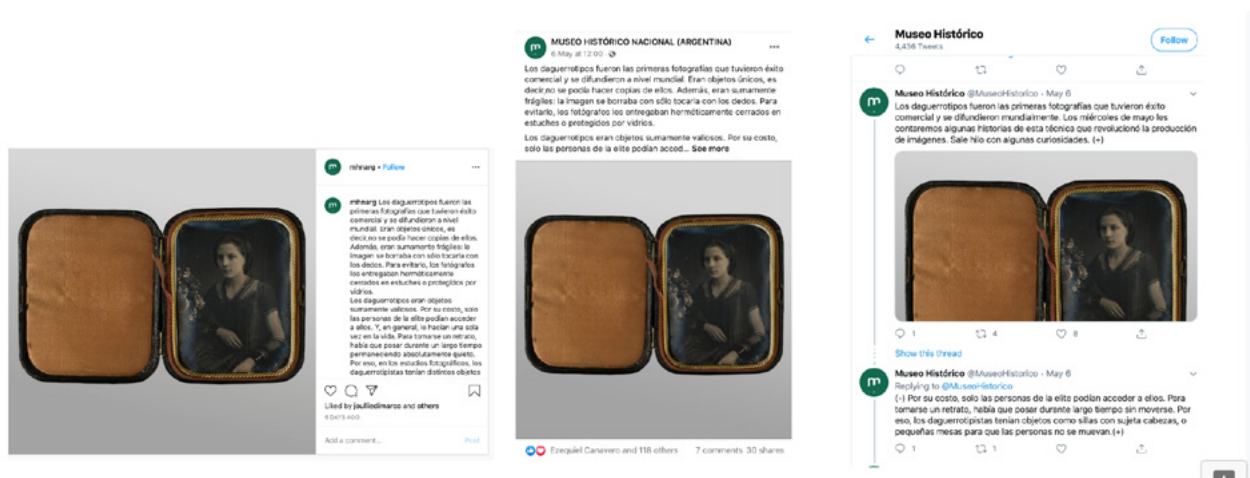 mhnarg • Follow
mhnarg Los daguerrotipos fueron las
primeras fotografías que tuvieron éxito
comercial y se difundieron a nivel
mundial. Eran objetos únicos, es
decir,no se podía hacer copias de ellos.
Además, eran sumamente frágiles: la
imagen se borraba con sólo tocarla con
los dedos. Para evitarlo, los fotógrafos
los entregaban herméticamente
cerrados en estuches o protegidos por
vidrios.
Los daguerrotipos eran objetos
sumamente valiosos. Por su costo, solo
las personas de la elite podían acceder
a ellos. Y, en general, lo hacían una sola
vez en la vida. Para tomarse un retrato,
había que posar durante un largo tiempo
permaneciendo absolutamente quieto.
Por eso, en los estudios fotográficos, los
daguerrotipistas tenían distintos objetos
Liked by jaulliedimarco and others
6 DAYS AGO
Add a comment...
Post
MUSEO HISTÓRICO NACIONAL (ARGENTINA)
6 May at 12:00
Los daguerrotipos fueron las primeras fotografías que tuvieron éxito
comercial y se difundieron a nivel mundial. Eran objetos únicos, es
decir,no se podía hacer copias de ellos. Además, eran sumamente
frágiles: la imagen se borraba con sólo tocarla con los dedos. Para
evitarlo, los fotógrafos los entregaban herméticamente cerrados en
estuches o protegidos por vidrios.
Los daguerrotipos eran objetos sumamente valiosos. Por su costo,
solo las personas de la elite podían acced... See more
Ezequiel Canavero and 118 others
7 comments 30 shares
Museo Histórico
4,436 Tweets
Follow
Museo Histórico @MuseoHistorico · May 6
Los daguerrotipos fueron las primeras fotografías que tuvieron éxito
comercial y se difundieron mundialmente. Los miércoles de mayo les
contaremos algunas historias de esta técnica que revolucionó la producción
de imágenes. Sale hilo con algunas curiosidades. (+)
1 4 8
Show this thread
Museo Histórico @MuseoHistorico · May 6
Replying to @MuseoHistorico
(-) Por su costo, solo las personas de la elite podían acceder a ellos. Para
tomarse un retrato, había que posar durante largo tiempo sin moverse. Por
eso, los daguerrotipistas tenían objetos como sillas con sujeta cabezas, o
pequeñas mesas para que las personas no se muevan.(+)
1 1